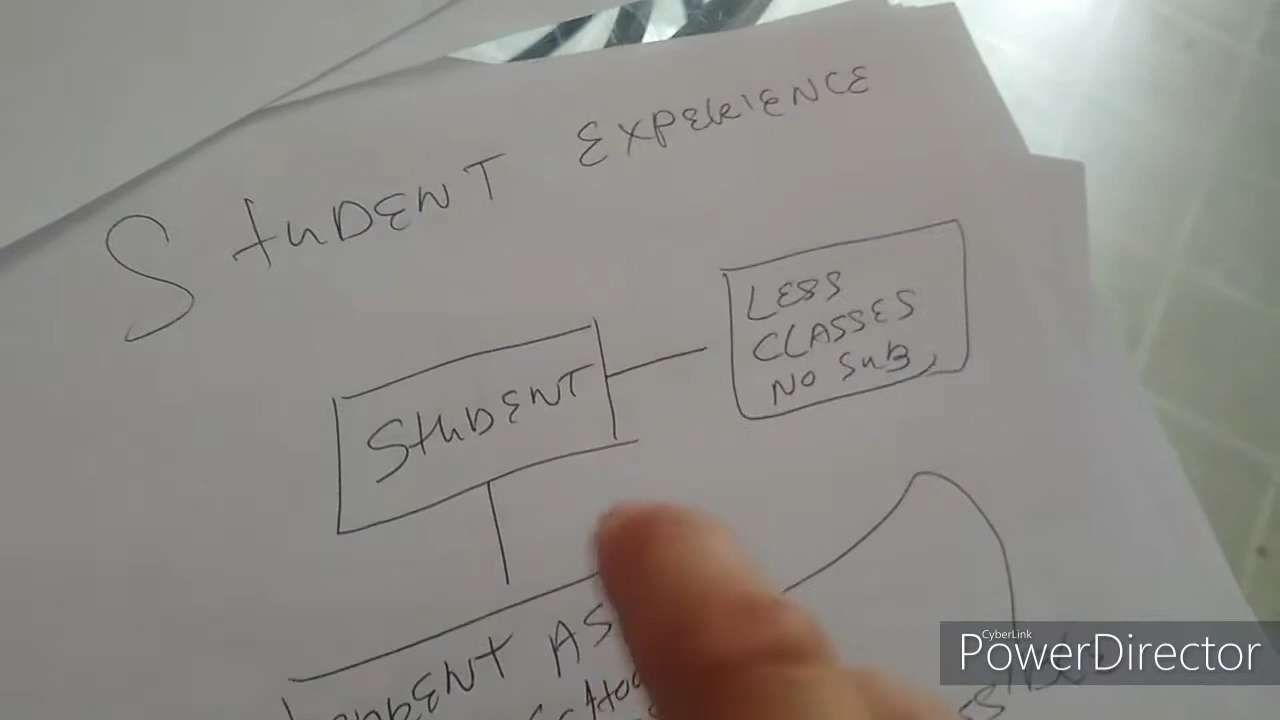 StuDENT EXPERIENCE
StuDENT
LESS
CLASSES
NO SuB
CyberLink
PowerDirector